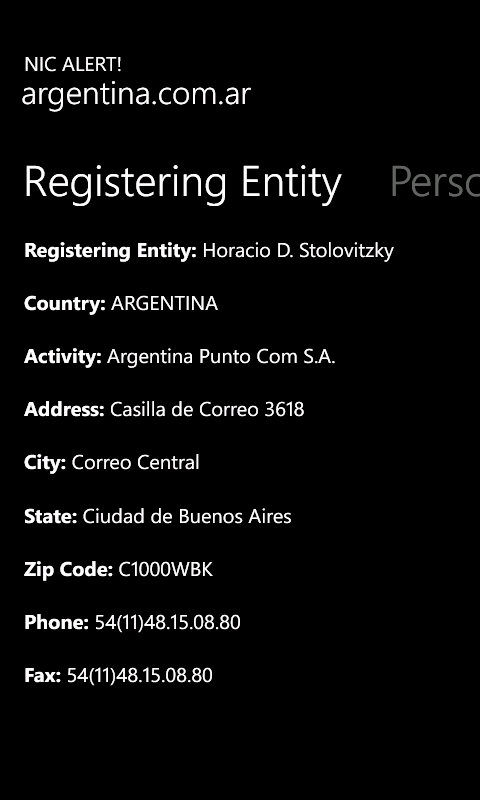 NIC ALERT!
argentina.com.ar
Registering Entity Perso
Registering Entity: Horacio D. Stolovitzky
Country: ARGENTINA
Activity: Argentina Punto Com S.A.
Address: Casilla de Correo 3618
City: Correo Central
State: Ciudad de Buenos Aires
Zip Code: C1000WBK
Phone: 54(11)48.15.08.80
Fax: 54(11)48.15.08.80